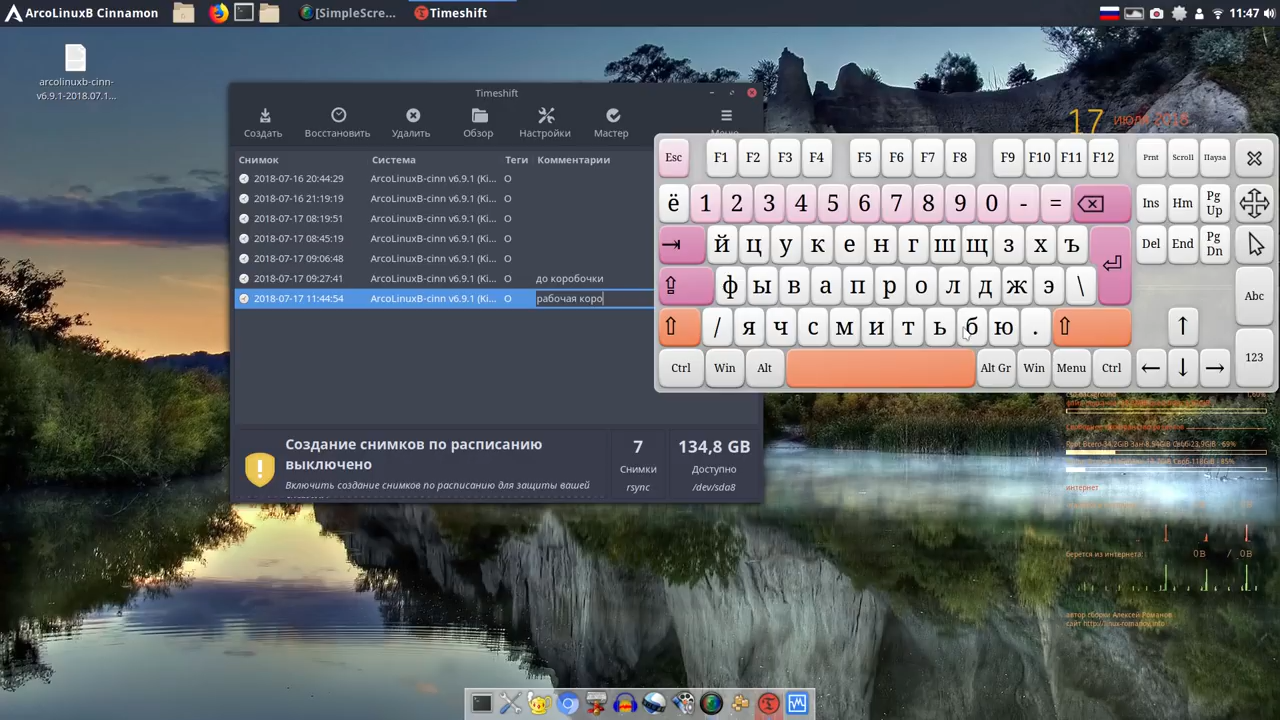 ArcoLinuxB Cinnamon
[SimpleScre...
Timeshift
11:47
arcolinuxb-cinn-
v6.9.1-2018.07.1...
Timeshift
Создать
Восстановить
Удалить
Обзор
Настройки
Мастер
Снимок Система Теги Комментарии
2018-07-16 20:44:29 ArcoLinuxB-cinn v6.9.1 (Ki... O
2018-07-16 21:19:19 ArcoLinuxB-cinn v6.9.1 (Ki... O
2018-07-17 08:19:51 ArcoLinuxB-cinn v6.9.1 (Ki... O
2018-07-17 08:45:19 ArcoLinuxB-cinn v6.9.1 (Ki... O
2018-07-17 09:06:48 ArcoLinuxB-cinn v6.9.1 (Ki... O
2018-07-17 09:27:41 ArcoLinuxB-cinn v6.9.1 (Ki... O до коробочки
2018-07-17 11:44:54 ArcoLinuxB-cinn v6.9.1 (Ki... O рабочая коро
Создание снимков по расписанию
выключено
Включить создание снимков по расписанию для защиты вашей
7
Снимки
rsync
134,8 GB
Доступно
/dev/sda8
17 июля 2018
Esc F1 F2 F3 F4 F5 F6 F7 F8 F9 F10 F11 F12 Prnt Scroll Пауза
ё 1 2 3 4 5 6 7 8 9 0 - = Ins Hm Pg Up
й ц у к е н г ш щ з х ъ Del End Pg Dn
ф ы в а п р о л д ж э \ Abc
/ я ч с м и т ь б ю . ↑
Ctrl Win Alt Alt Gr Win Menu Ctrl ← ↓ → 123
интернет
берется из интернета: 0B / 0B
автор сборки Алексей Романов